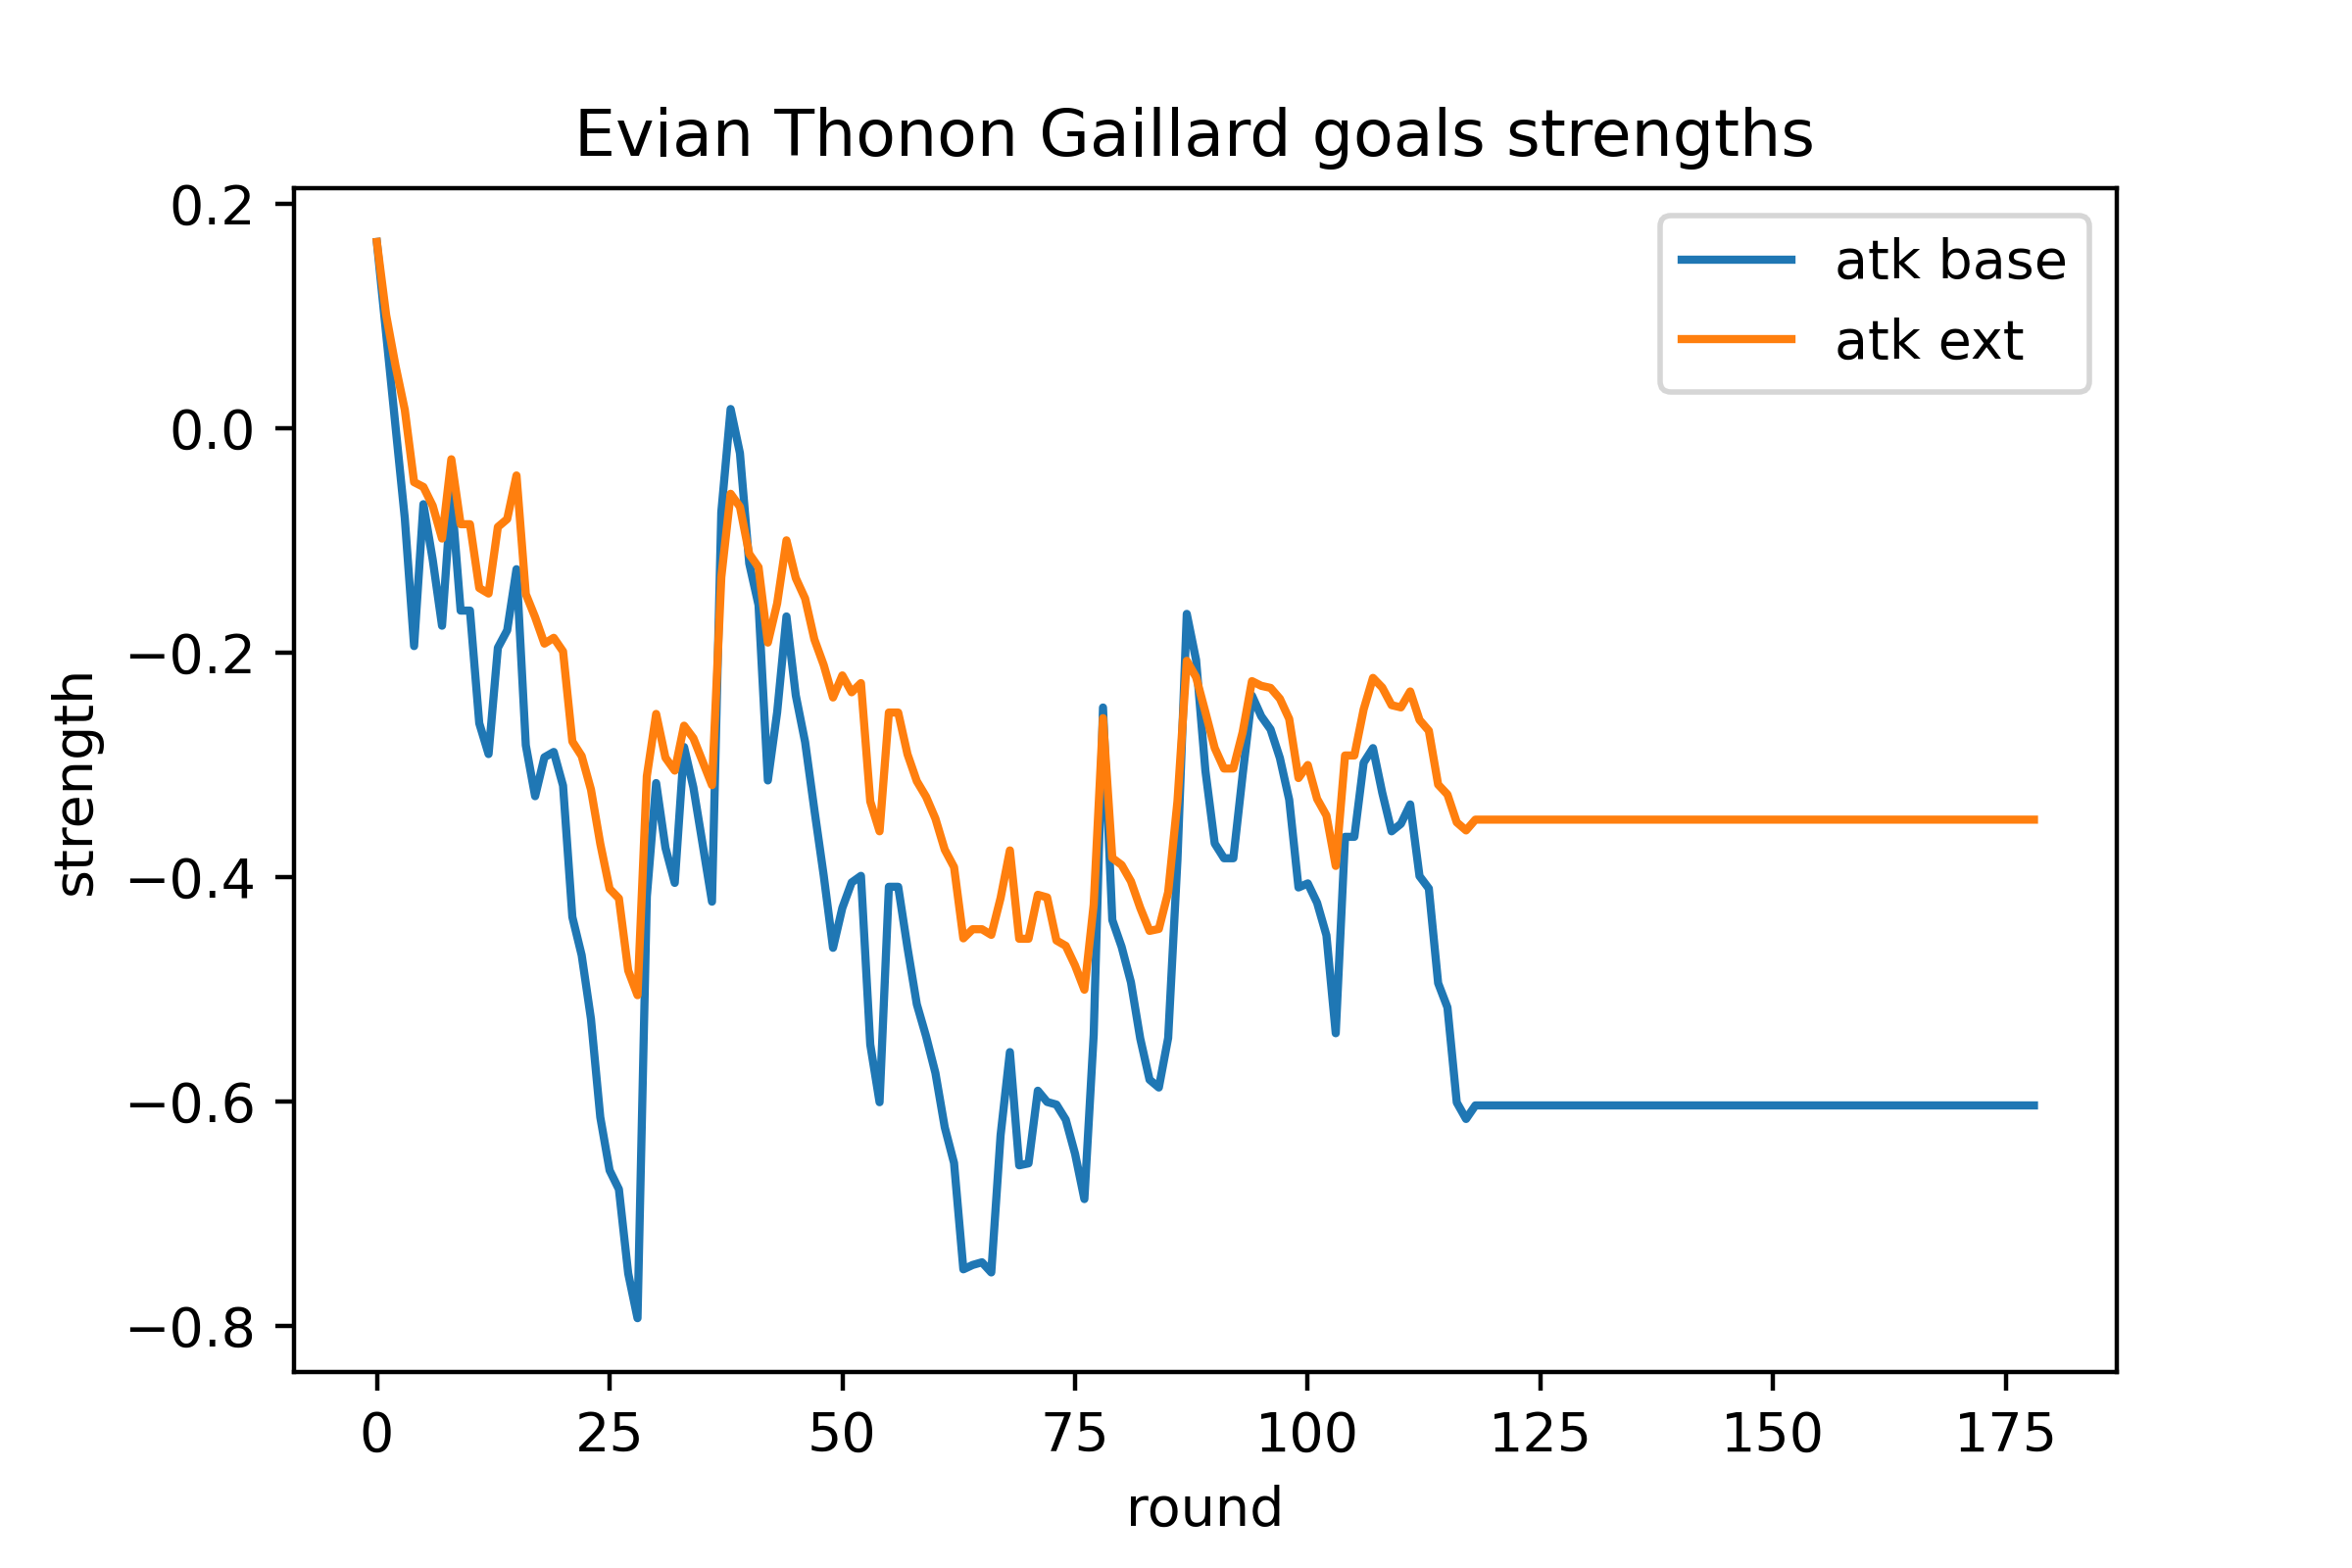 Evian Thonon Gaillard goals strengths
0.2
0.0
−0.2
−0.4
−0.6
−0.8
strength
atk base
atk ext
0 25 50 75 100 125 150 175
round